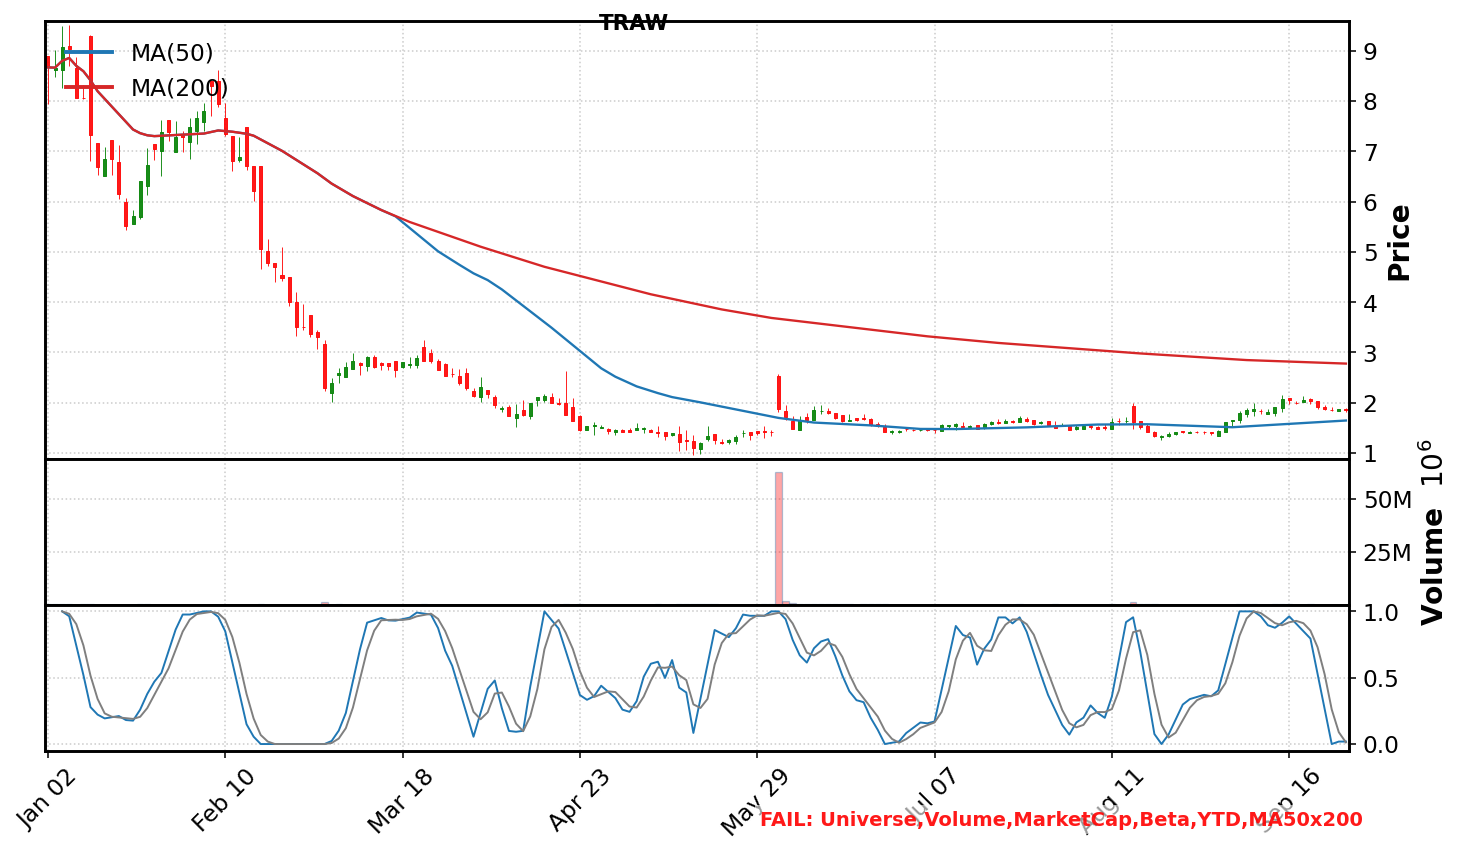 TRAW
MA(50)
MA(200)
9
8
7
6
5
4
3
2
1
Price
50M
25M
Volume 10^6
1.0
0.5
0.0
Jan 02
Feb 10
Mar 18
Apr 23
May 29
Jul 07
Aug 11
Sep 16
FAIL: Universe,Volume,MarketCap,Beta,YTD,MA50x200